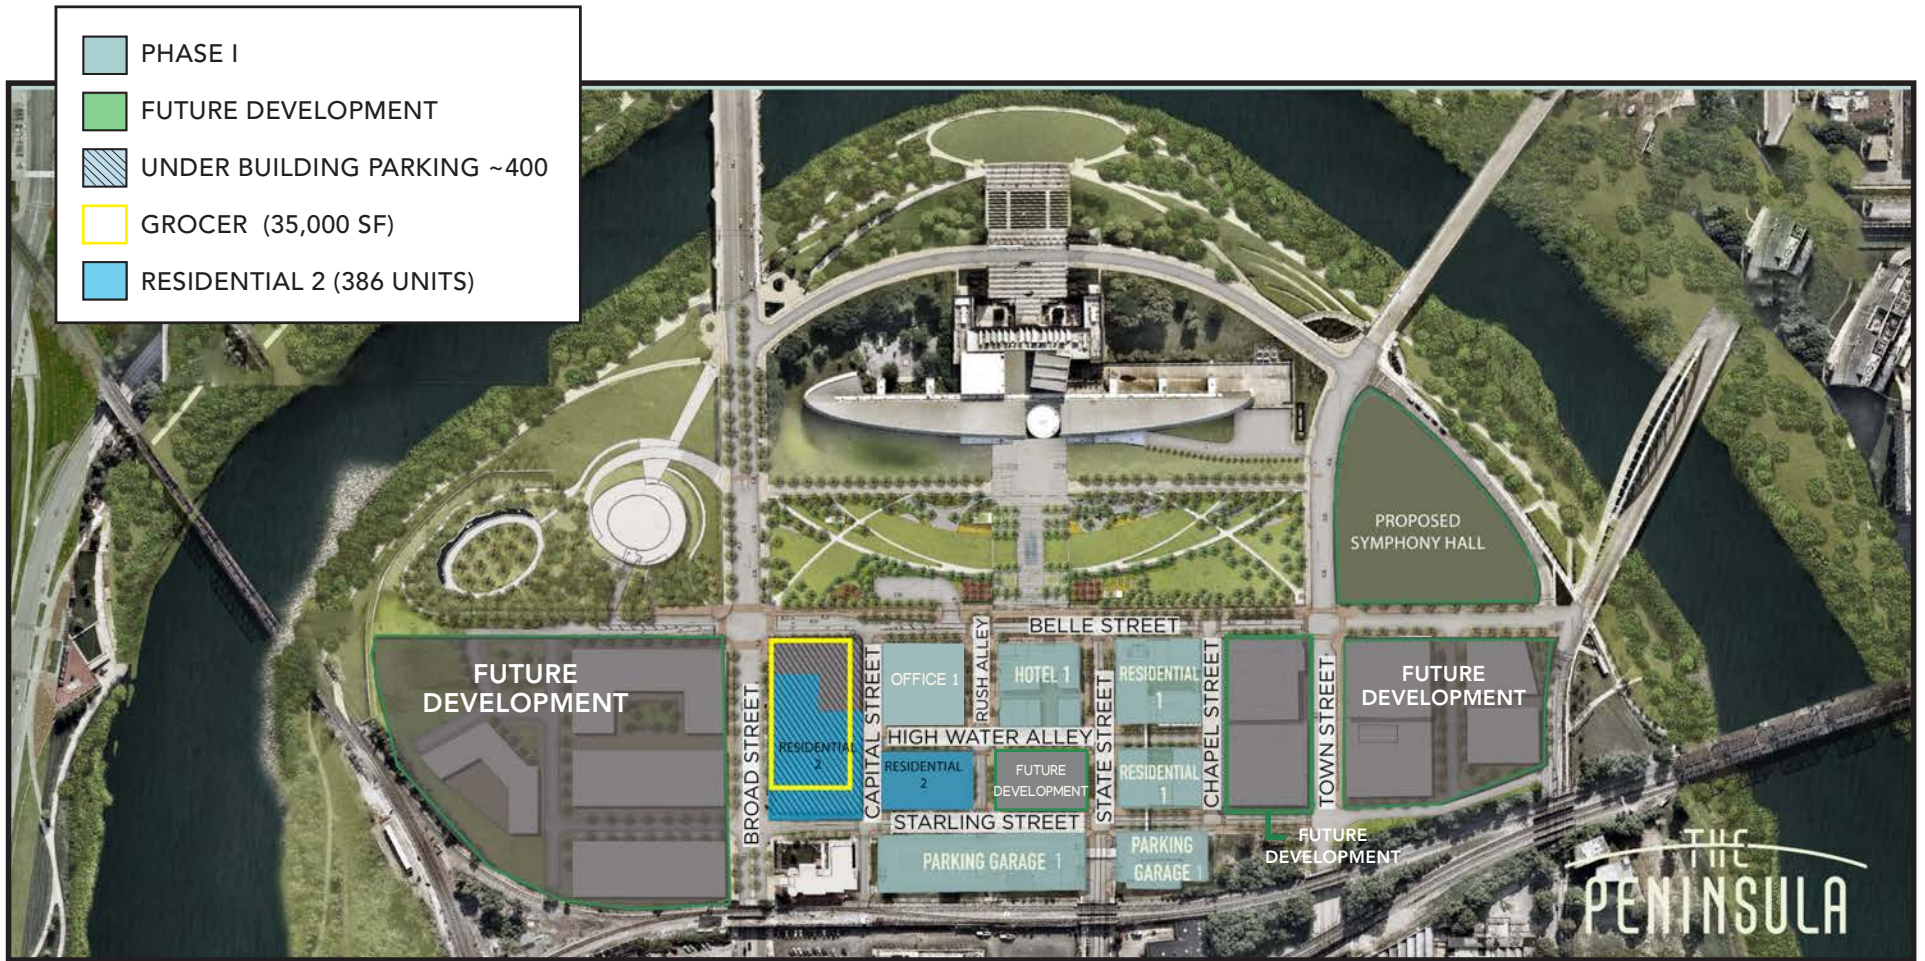 PHASE I
FUTURE DEVELOPMENT
UNDER BUILDING PARKING ~400
GROCER (35,000 SF)
RESIDENTIAL 2 (386 UNITS)
PROPOSED
SYMPHONY HALL
BELLE STREET
FUTURE
DEVELOPMENT
BROAD STREET
RESIDENTIAL
2
CAPITAL STREET
OFFICE 1
RUSH ALLEY
HOTEL 1
STATE STREET
RESIDENTIAL
1
CHAPEL STREET
TOWN STREET
FUTURE
DEVELOPMENT
HIGH WATER ALLEY
RESIDENTIAL
2
FUTURE
DEVELOPMENT
RESIDENTIAL
1
STARLING STREET
PARKING GARAGE 1
PARKING
GARAGE 1
FUTURE
DEVELOPMENT
THE
PENINSULA